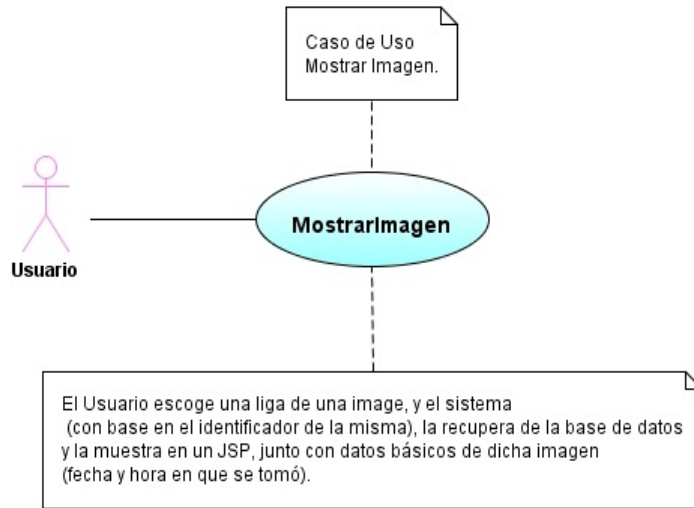 Caso de Uso
Mostrar Imagen.
MostrarImagen
Usuario
El Usuario escoge una liga de una image, y el sistema
(con base en el identificador de la misma), la recupera de la base de datos
y la muestra en un JSP, junto con datos básicos de dicha imagen
(fecha y hora en que se tomó).